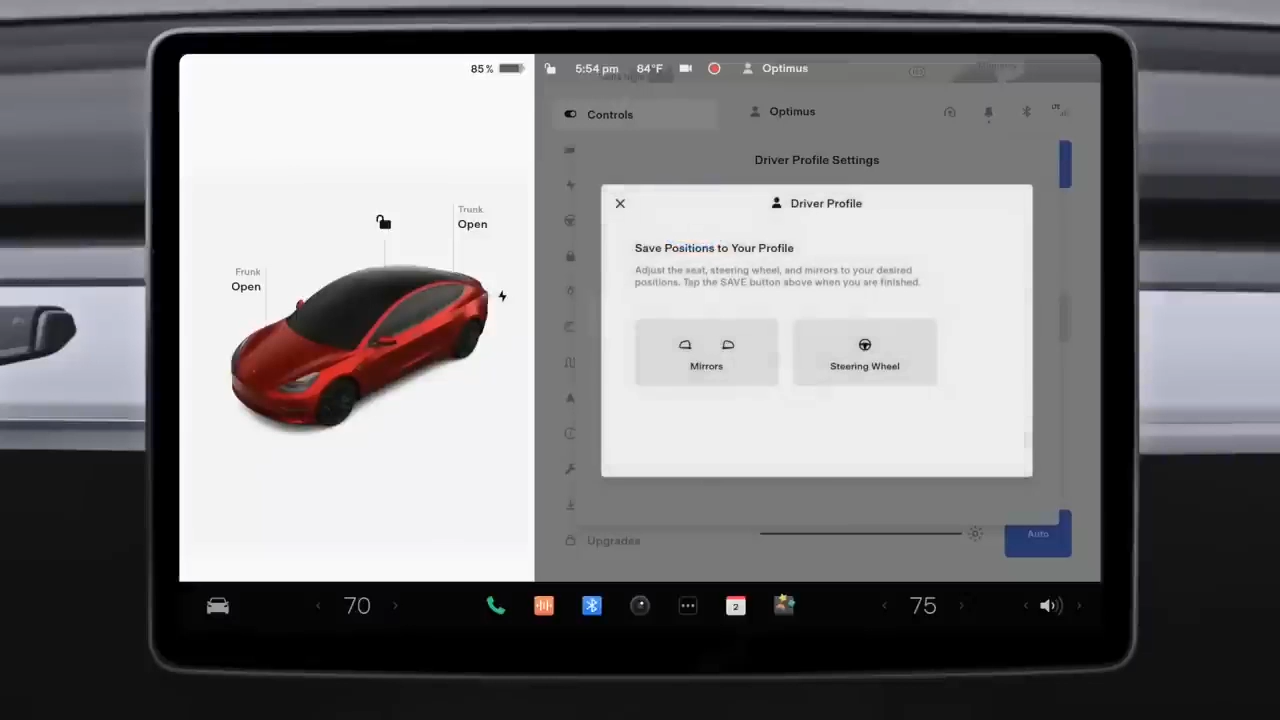 85%
5:54 pm
84°F
Optimus
Controls
Optimus
LTE
Driver Profile Settings
Driver Profile
Save Positions to Your Profile
Adjust the seat, steering wheel, and mirrors to your desired
positions. Tap the SAVE button above when you are finished.
Mirrors
Steering Wheel
Trunk
Open
Frunk
Open
Upgrades
Auto
70
2
75